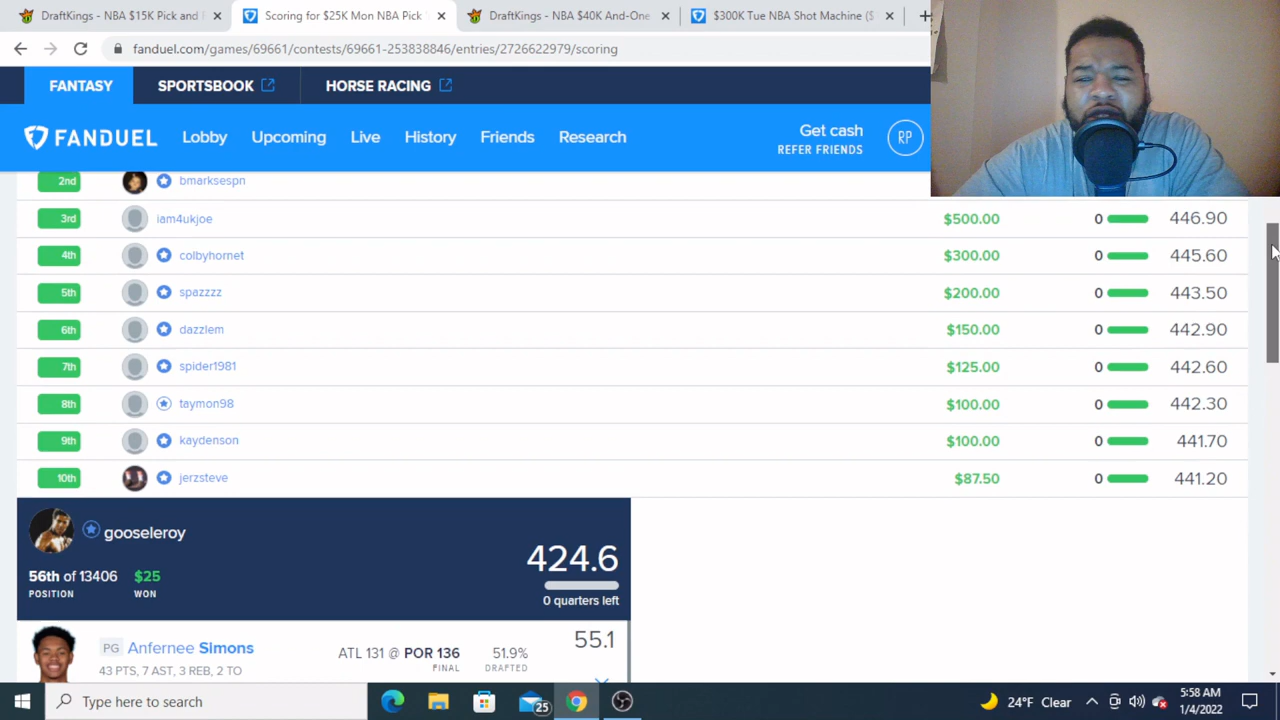 DraftKings - NBA $15K Pick and
Scoring for $25K Mon NBA Pick
DraftKings - NBA $40K And-One
$300K Tue NBA Shot Machine ($
fanduel.com/games/69661/contests/69661-253838846/entries/2726622979/scoring
FANTASY SPORTSBOOK HORSE RACING
FANDUEL Lobby Upcoming Live History Friends Research Get cash RP
REFER FRIENDS
2nd bmarksespn
3rd iam4ukjoe $500.00 0 446.90
4th colbyhornet $300.00 0 445.60
5th spazzzz $200.00 0 443.50
6th dazzlem $150.00 0 442.90
7th spider1981 $125.00 0 442.60
8th taymon98 $100.00 0 442.30
9th kaydenson $100.00 0 441.70
10th jerzsteve $87.50 0 441.20
gooseleroy
424.6
56th of 13406 $25
POSITION WON
0 quarters left
PG Anfernee Simons ATL 131 @ POR 136 51.9% 55.1
43 PTS, 7 AST, 3 REB, 2 TO FINAL DRAFTED
Type here to search 25 24°F Clear 5:58 AM
1/4/2022